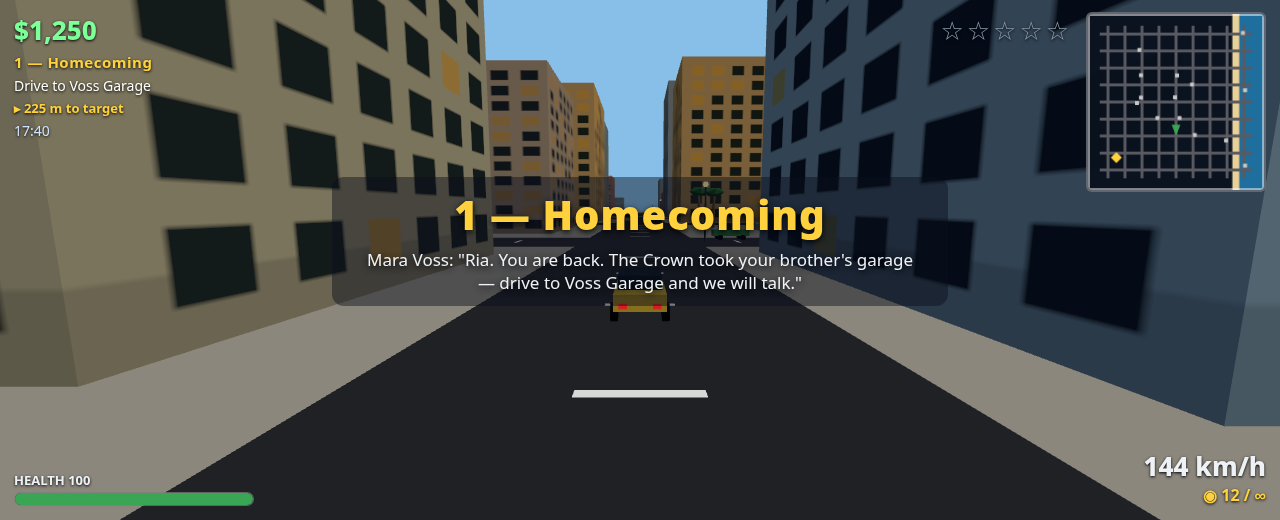 $1,250
1 — Homecoming
Drive to Voss Garage
▸ 225 m to target
17:40
☆☆☆☆☆
1 — Homecoming
Mara Voss: "Ria. You are back. The Crown took your brother's garage
— drive to Voss Garage and we will talk."
HEALTH 100
144 km/h
◉ 12 / ∞